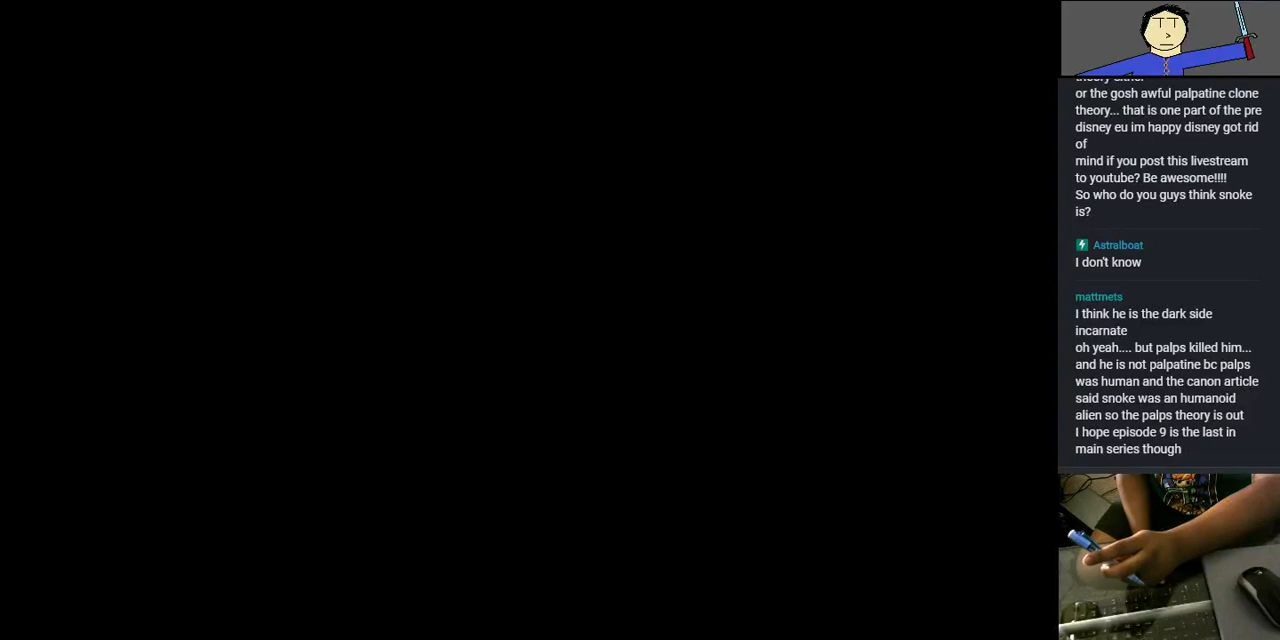 or the gosh awful palpatine clone
theory... that is one part of the pre
disney eu im happy disney got rid
of
mind if you post this livestream
to youtube? Be awesome!!!!
So who do you guys think snoke
is?
Astralboat
I don't know
mattmets
I think he is the dark side
incarnate
oh yeah.... but palps killed him...
and he is not palpatine bc palps
was human and the canon article
said snoke was an humanoid
alien so the palps theory is out
I hope episode 9 is the last in
main series though